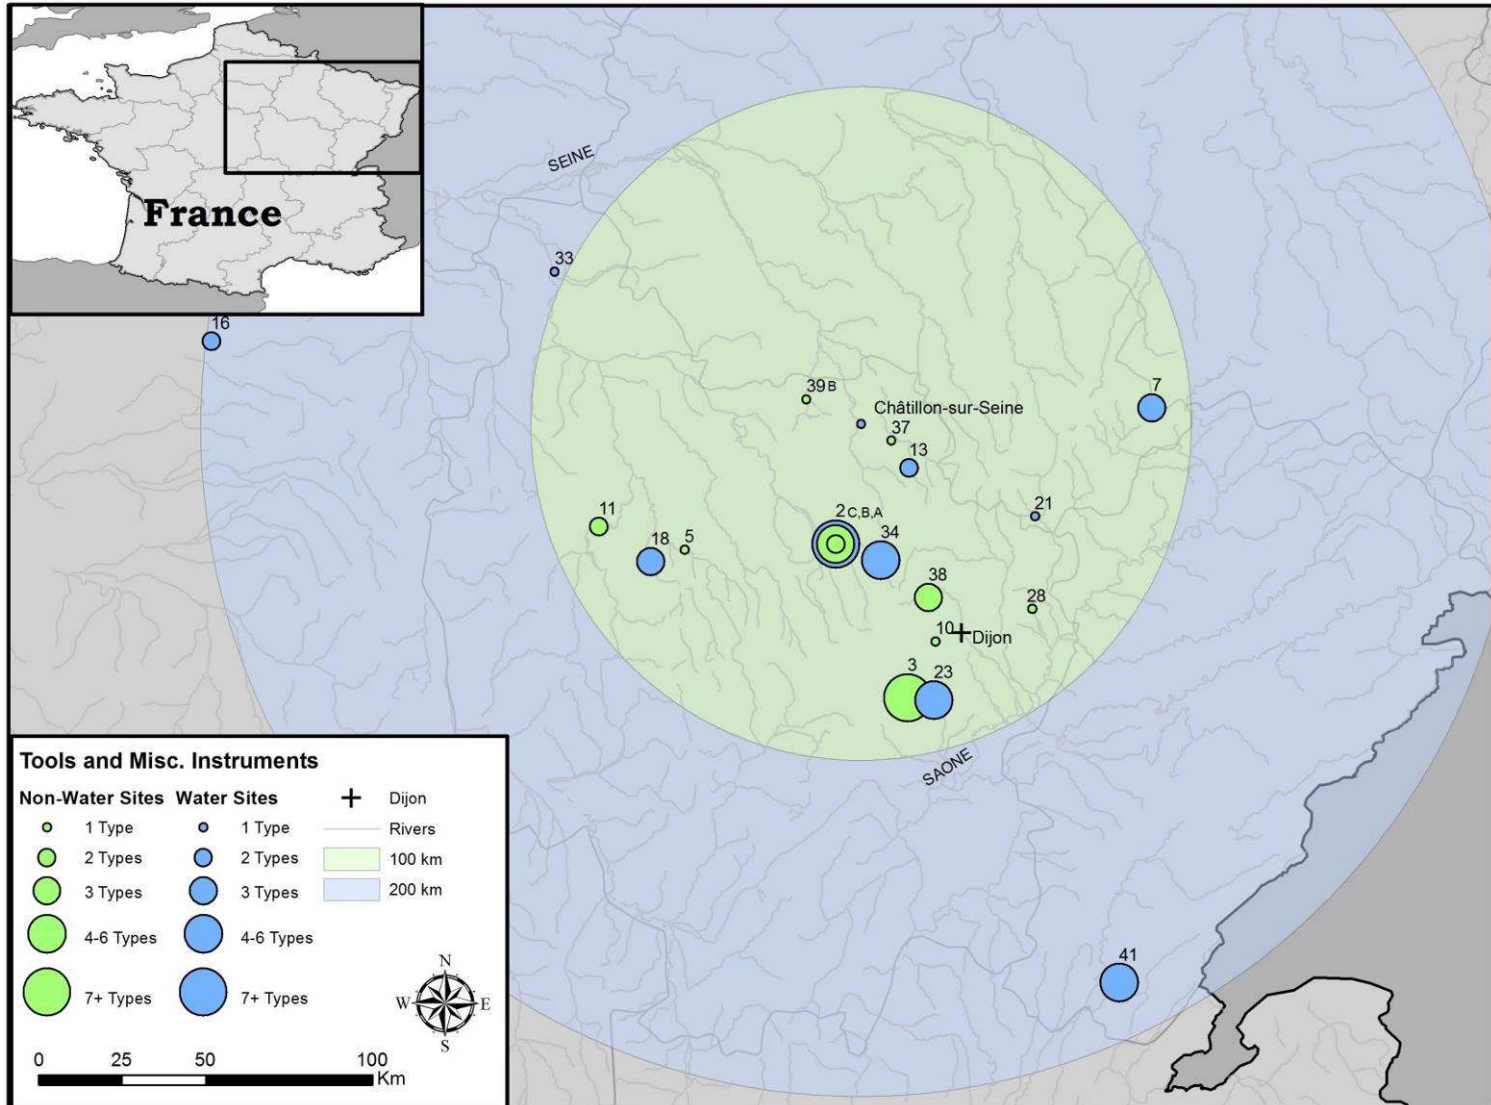 France
SEINE
33
16
39 B
7
Châtillon-sur-Seine
37
13
21
11
2 C,B,A
34
18
5
38
28
10
Dijon
3
23
SAONE
41
Tools and Misc. Instruments
Non-Water Sites Water Sites
Dijon
1 Type 1 Type
Rivers
2 Types 2 Types
100 km
3 Types 3 Types
200 km
4-6 Types 4-6 Types
7+ Types 7+ Types
N
W E
S
0 25 50 100
Km